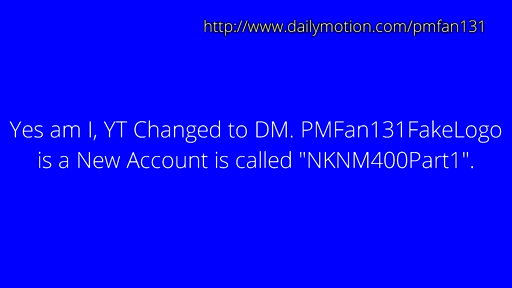 http://www.dailymotion.com/pmfan131
Yes am I, YT Changed to DM. PMFan131FakeLogo
is a New Account is called "NKNM400Part1".